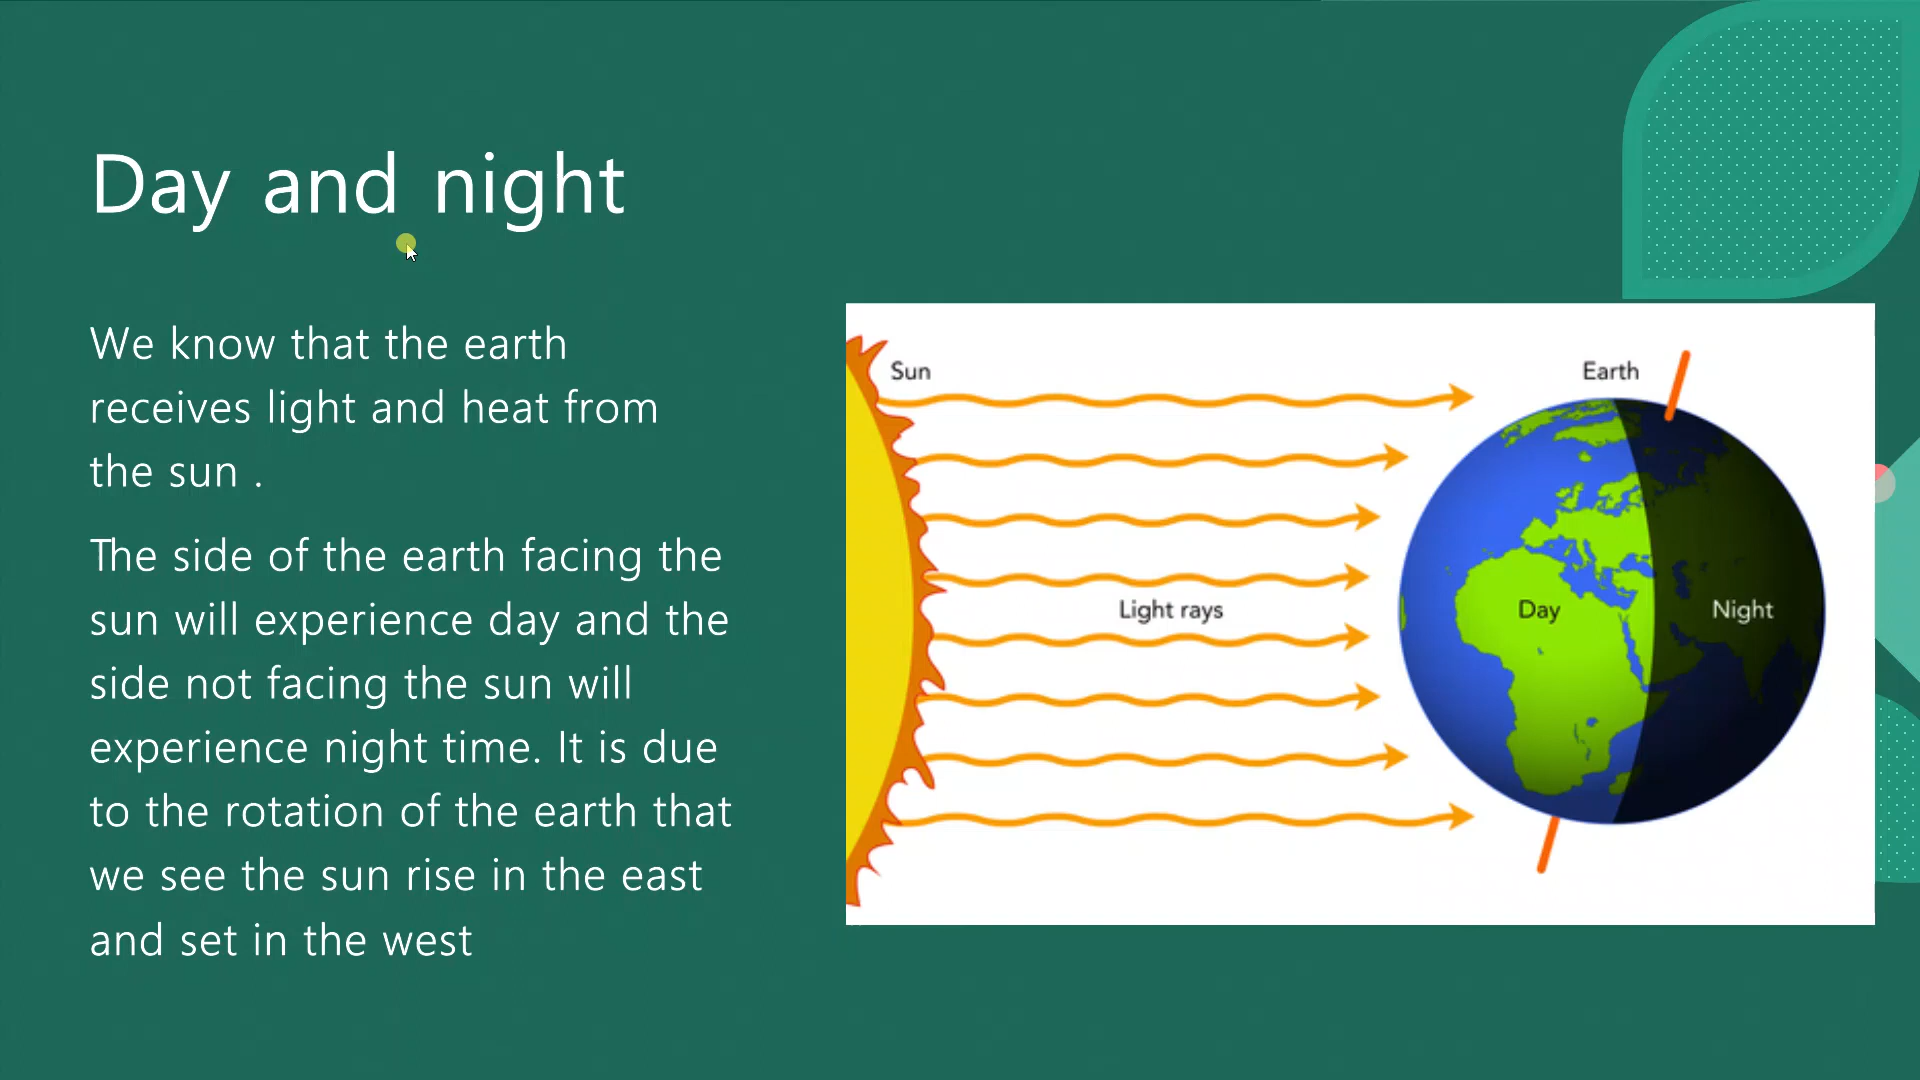 Day and night
We know that the earth
receives light and heat from
the sun .
The side of the earth facing the
sun will experience day and the
side not facing the sun will
experience night time. It is due
to the rotation of the earth that
we see the sun rise in the east
and set in the west
Sun
Earth
Light rays
Day
Night